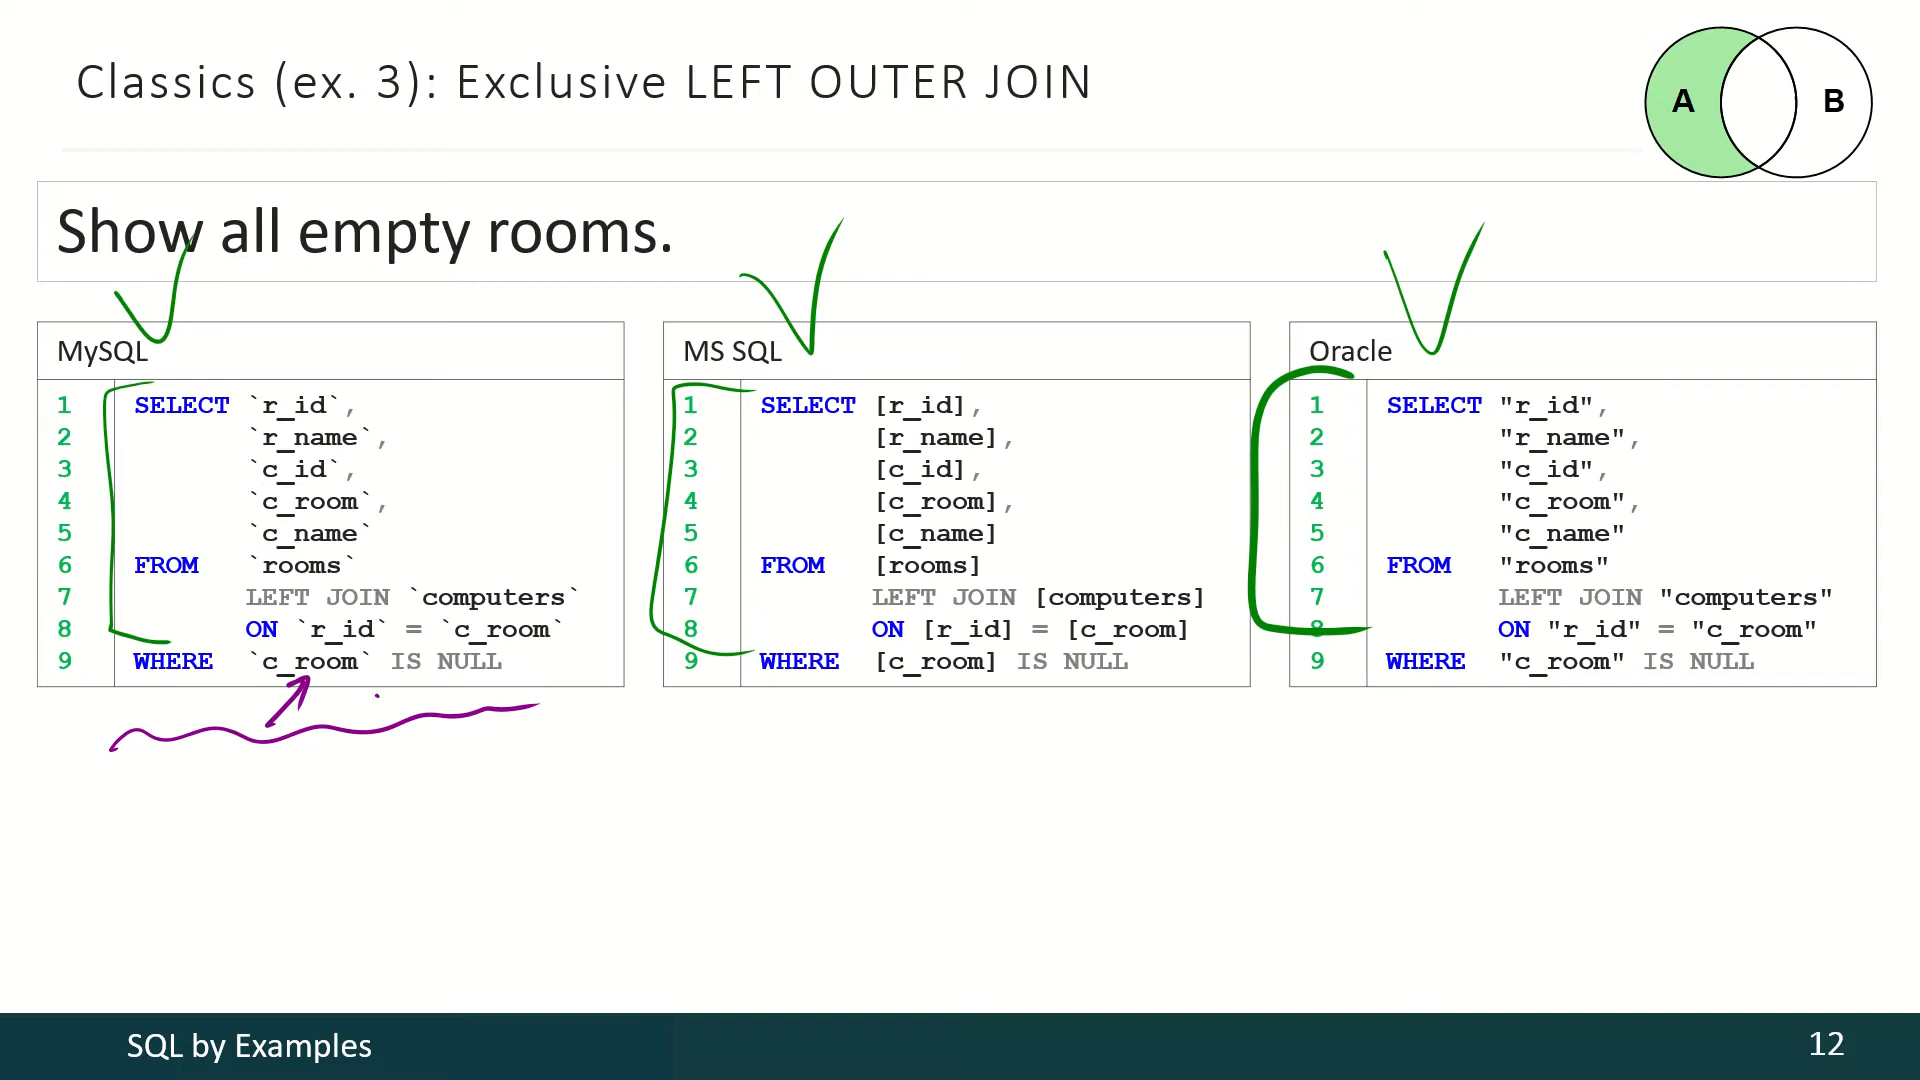 Classics (ex. 3): Exclusive LEFT OUTER JOIN
A B
Show all empty rooms.
MySQL
1 SELECT `r_id`,
2 `r_name`,
3 `c_id`,
4 `c_room`,
5 `c_name`
6 FROM `rooms`
7 LEFT JOIN `computers`
8 ON `r_id` = `c_room`
9 WHERE `c_room` IS NULL
MS SQL
1 SELECT [r_id],
2 [r_name],
3 [c_id],
4 [c_room],
5 [c_name]
6 FROM [rooms]
7 LEFT JOIN [computers]
8 ON [r_id] = [c_room]
9 WHERE [c_room] IS NULL
Oracle
1 SELECT "r_id",
2 "r_name",
3 "c_id",
4 "c_room",
5 "c_name"
6 FROM "rooms"
7 LEFT JOIN "computers"
8 ON "r_id" = "c_room"
9 WHERE "c_room" IS NULL
SQL by Examples
12